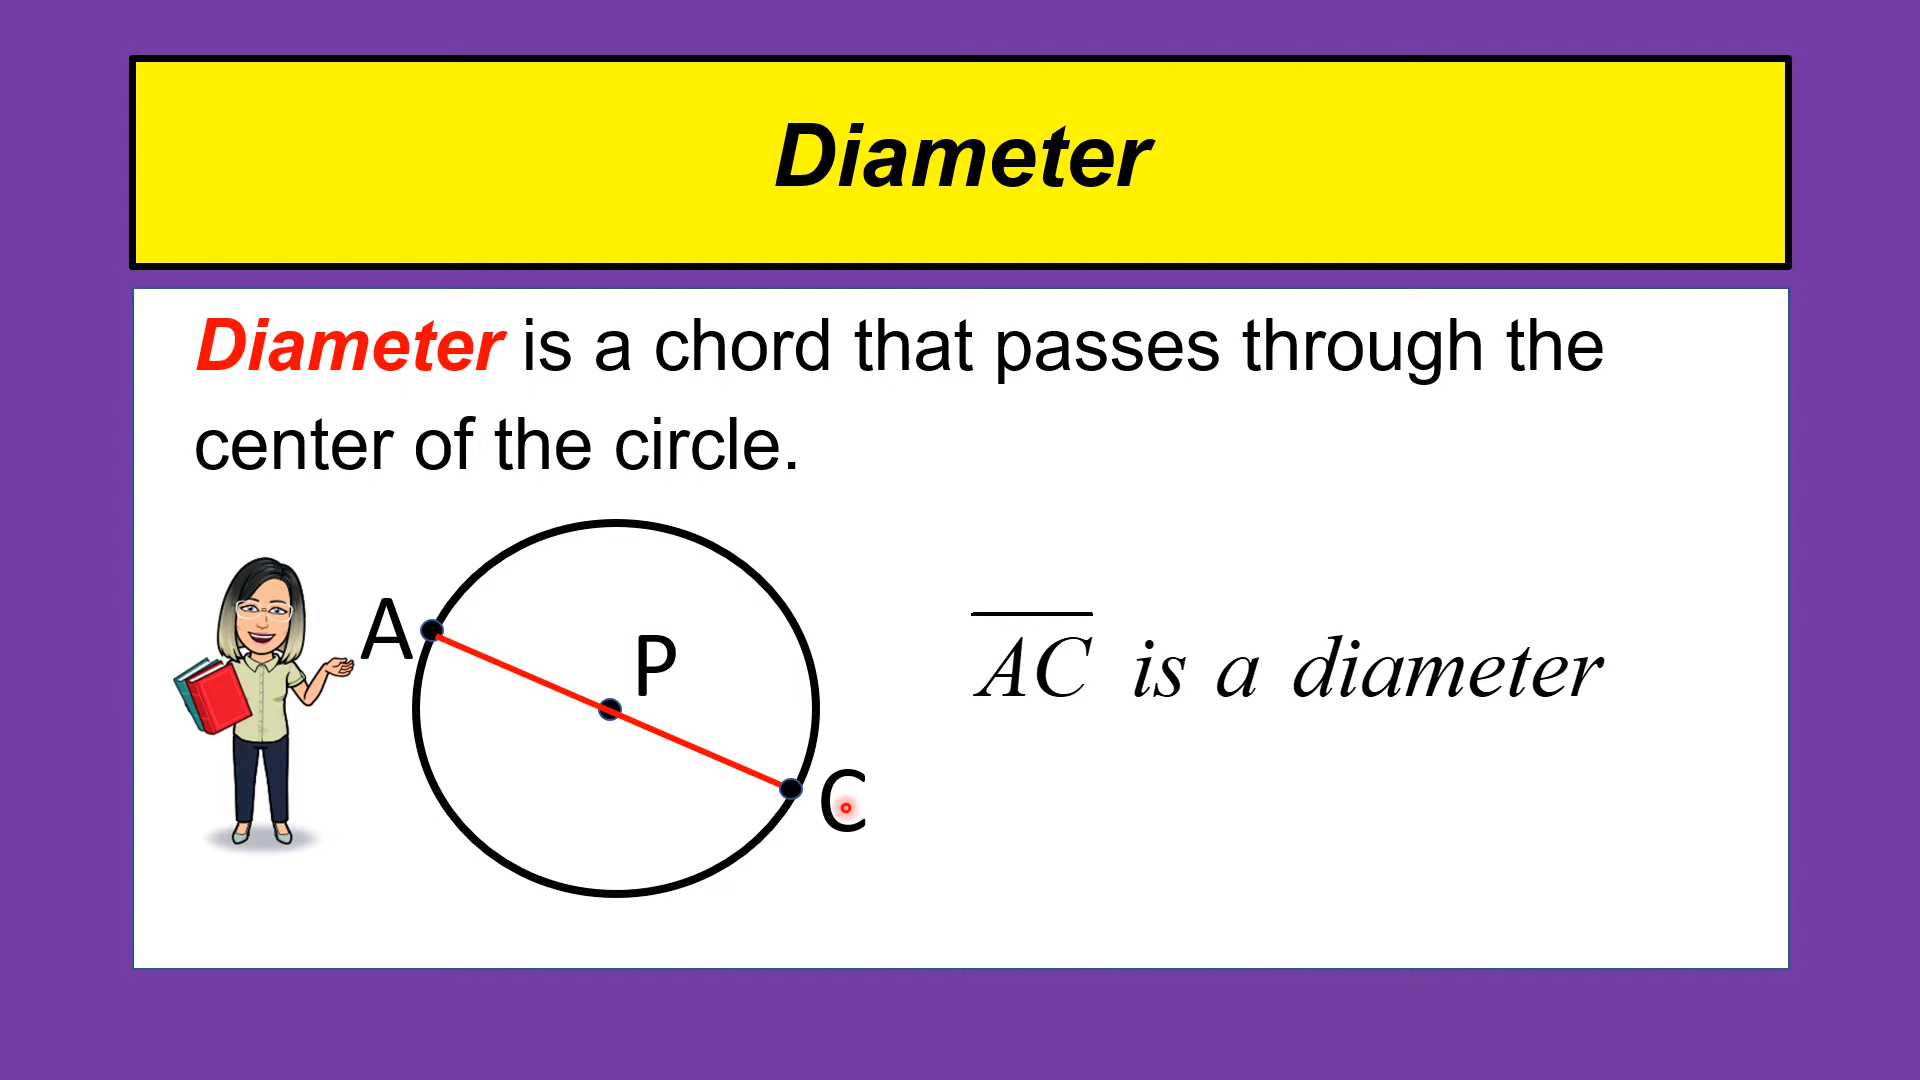 Diameter
Diameter is a chord that passes through the
center of the circle.
A
P
C
AC is a diameter